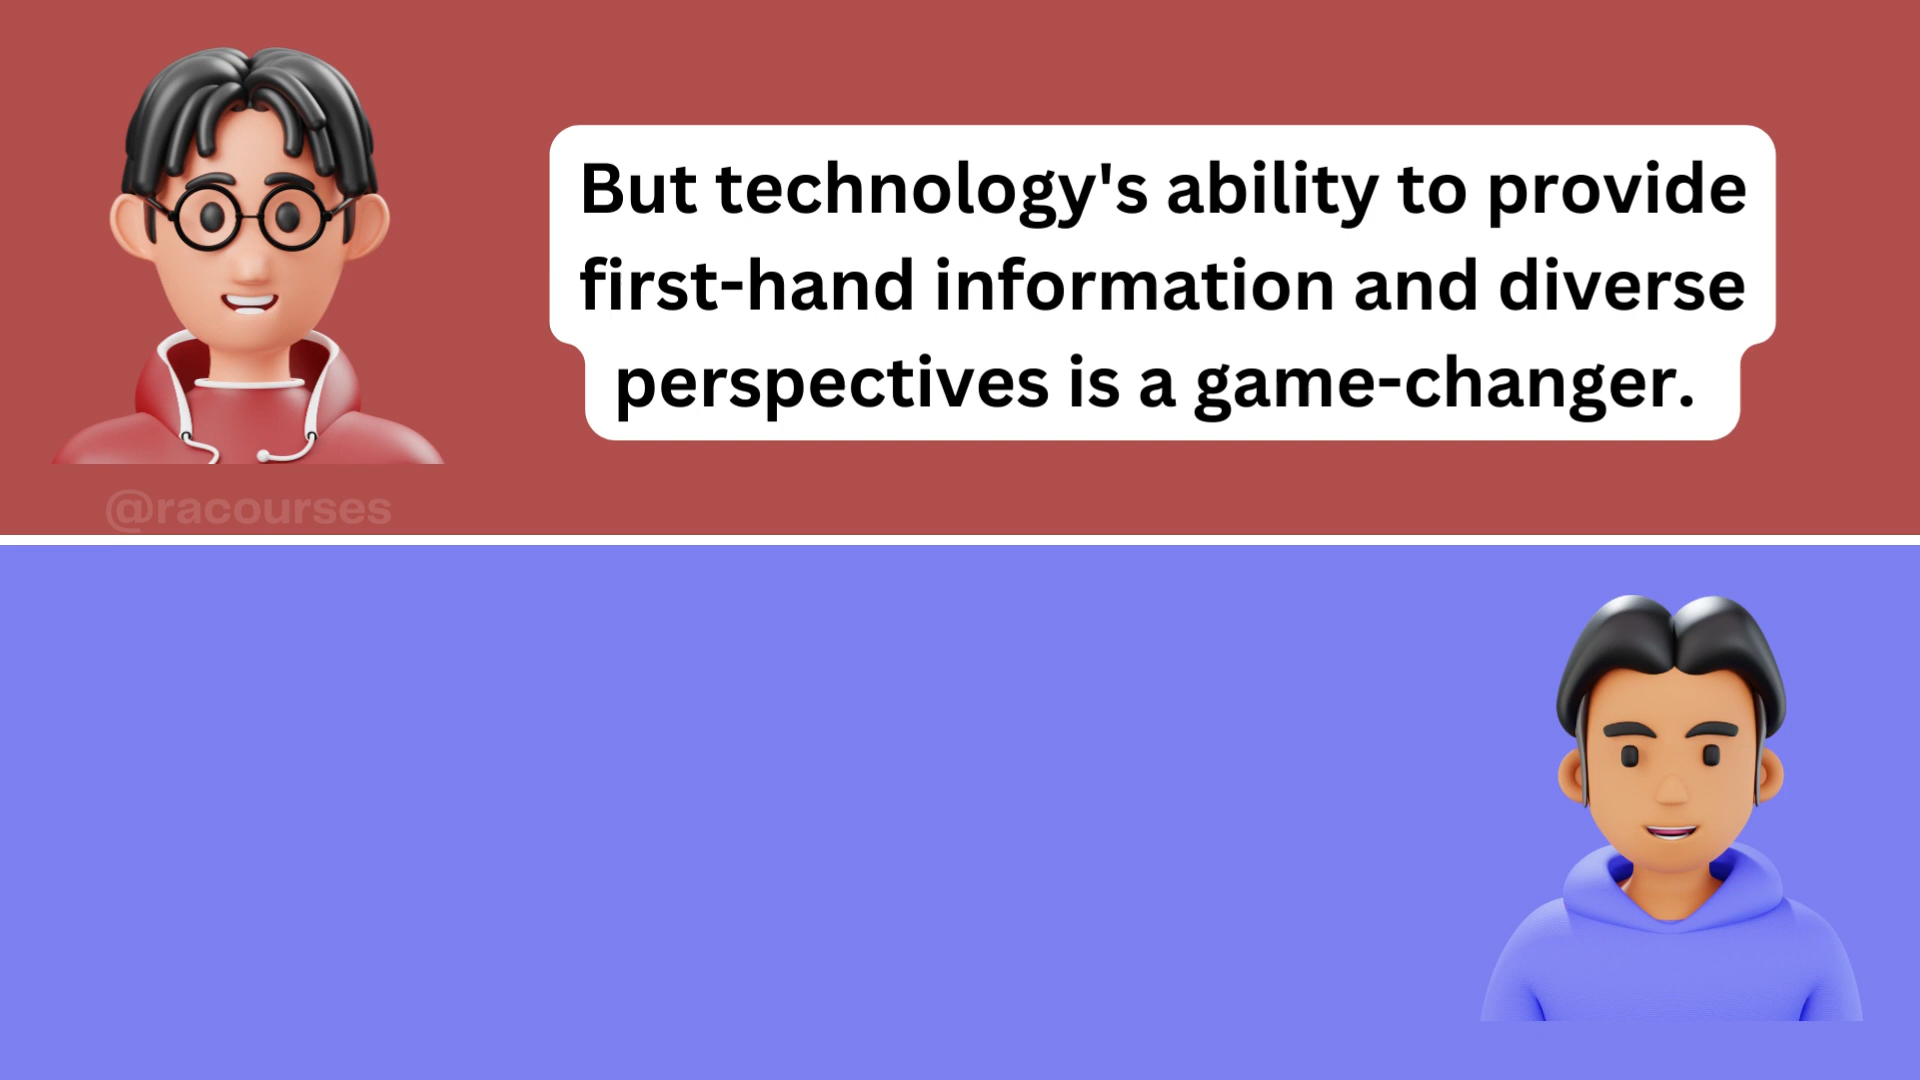 But technology's ability to provide
first-hand information and diverse
perspectives is a game-changer.
@racourses